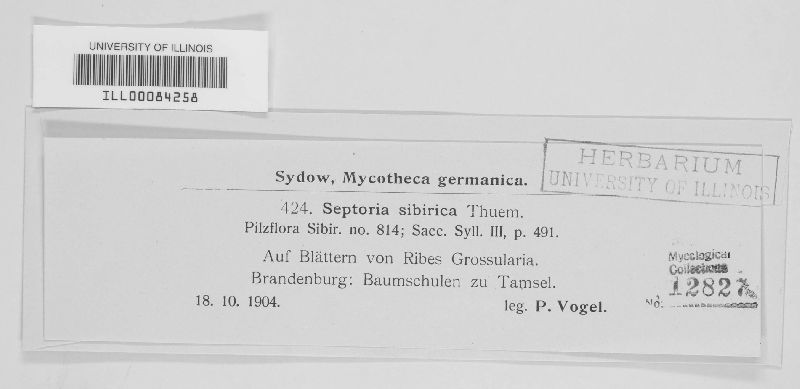 UNIVERSITY OF ILLINOIS
ILL00084258
HERBARIUM
UNIVERSITY OF ILLINOIS
Sydow, Mycotheca germanica.
424. Septoria sibirica Thuem.
Pilzflora Sibir. no. 814; Sacc. Syll. III, p. 491.
Auf Blättern von Ribes Grossularia.
Brandenburg: Baumschulen zu Tamsel.
18. 10. 1904.
leg. P. Vogel.
Mycological
Collections
No. 12827